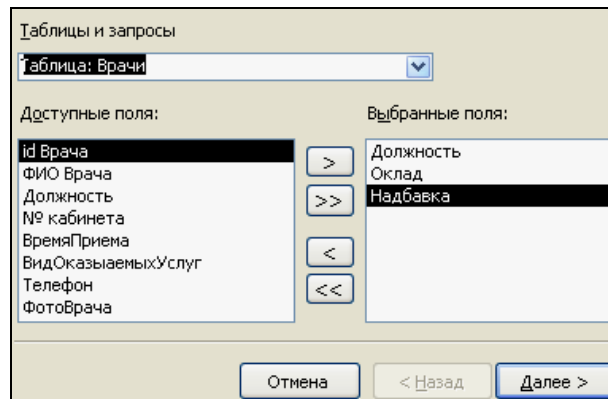 Таблицы и запросы
Таблица: Врачи
Доступные поля:
Выбранные поля:
id Врача
ФИО Врача
Должность
№ кабинета
ВремяПриема
ВидОказыаемыхУслуг
Телефон
ФотоВрача
>
>>
<
<<
Должность
Оклад
Надбавка
Отмена
< Назад
Далее >